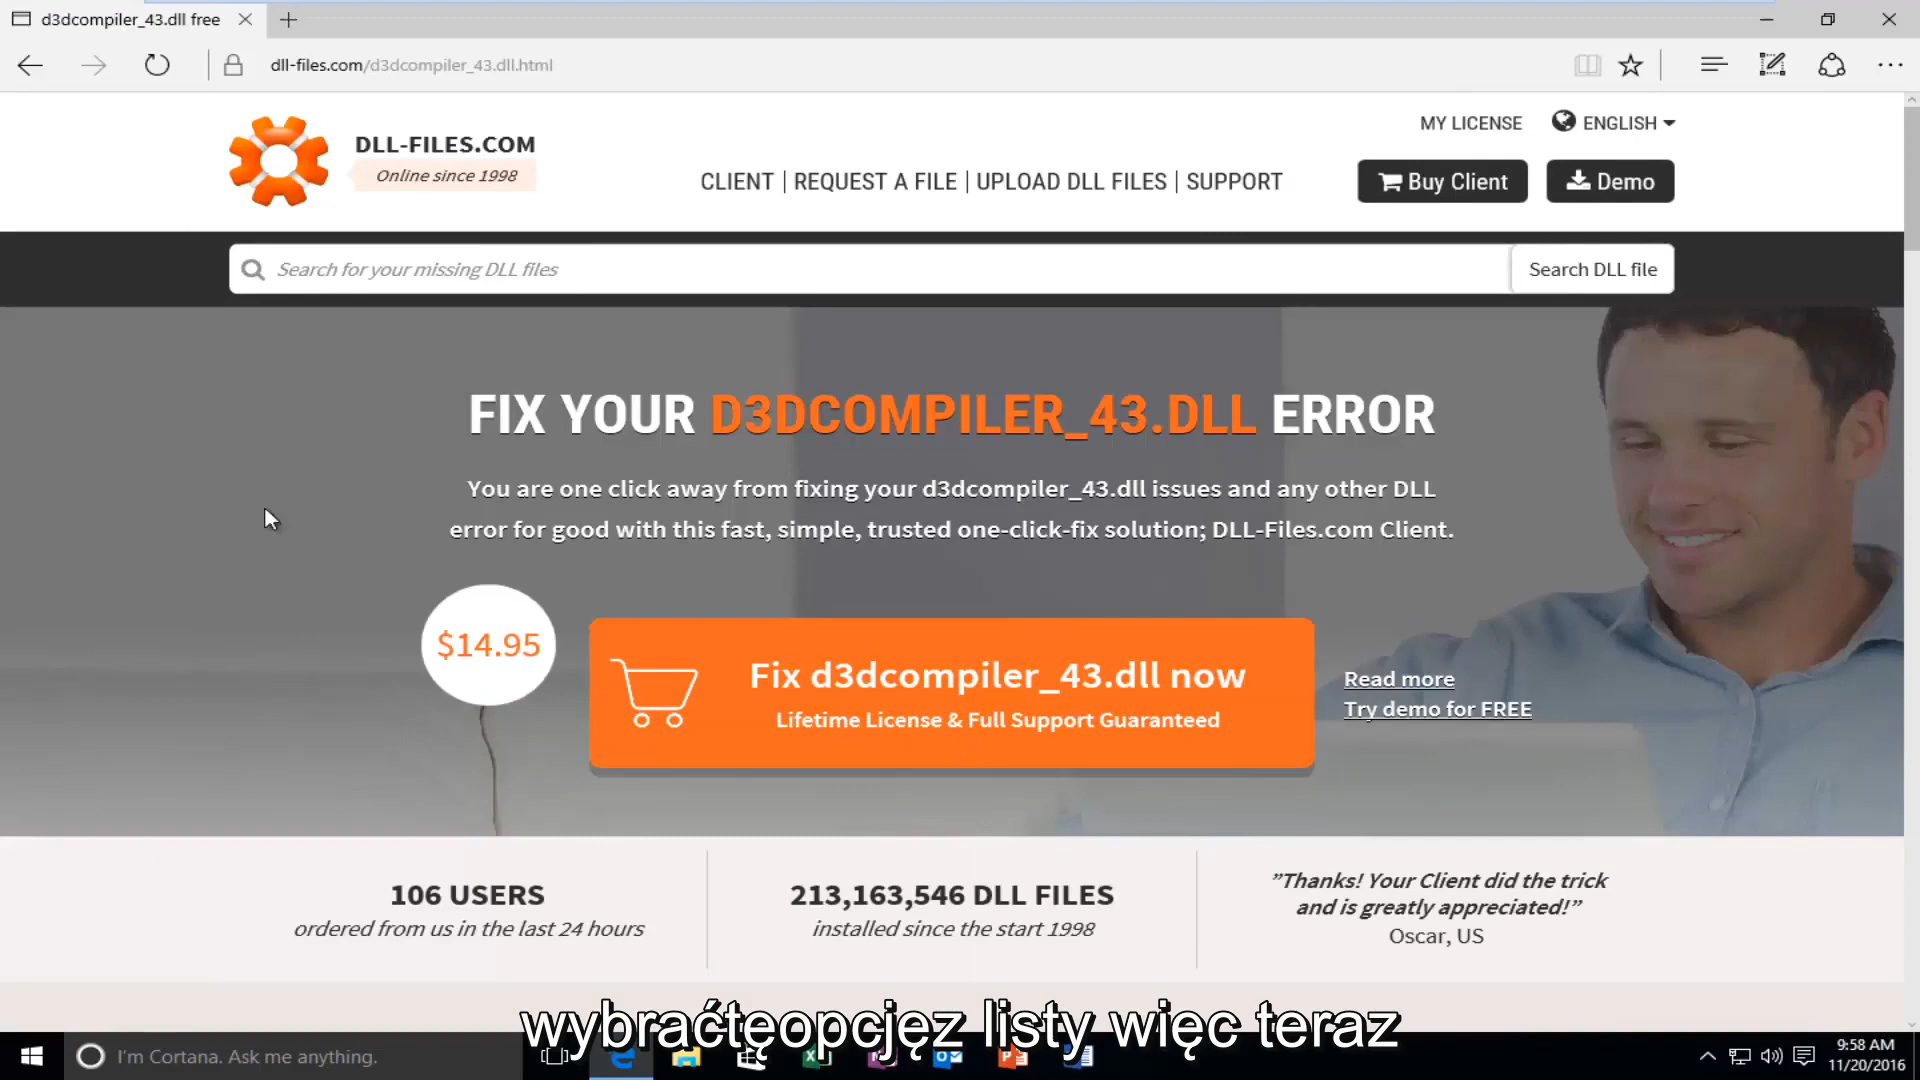 d3dcompiler_43.dll free
dll-files.com/d3dcompiler_43.dll.html
MY LICENSE
ENGLISH
DLL-FILES.COM
Online since 1998
CLIENT | REQUEST A FILE | UPLOAD DLL FILES | SUPPORT
Buy Client
Demo
Search for your missing DLL files
Search DLL file
FIX YOUR D3DCOMPILER_43.DLL ERROR
You are one click away from fixing your d3dcompiler_43.dll issues and any other DLL
error for good with this fast, simple, trusted one-click-fix solution; DLL-Files.com Client.
$14.95
Fix d3dcompiler_43.dll now
Lifetime License & Full Support Guaranteed
Read more
Try demo for FREE
106 USERS
ordered from us in the last 24 hours
213,163,546 DLL FILES
installed since the start 1998
"Thanks! Your Client did the trick
and is greatly appreciated!"
Oscar, US
wybraćtęopcjęz listy więc teraz
I'm Cortana. Ask me anything.
9:58 AM
11/20/2016